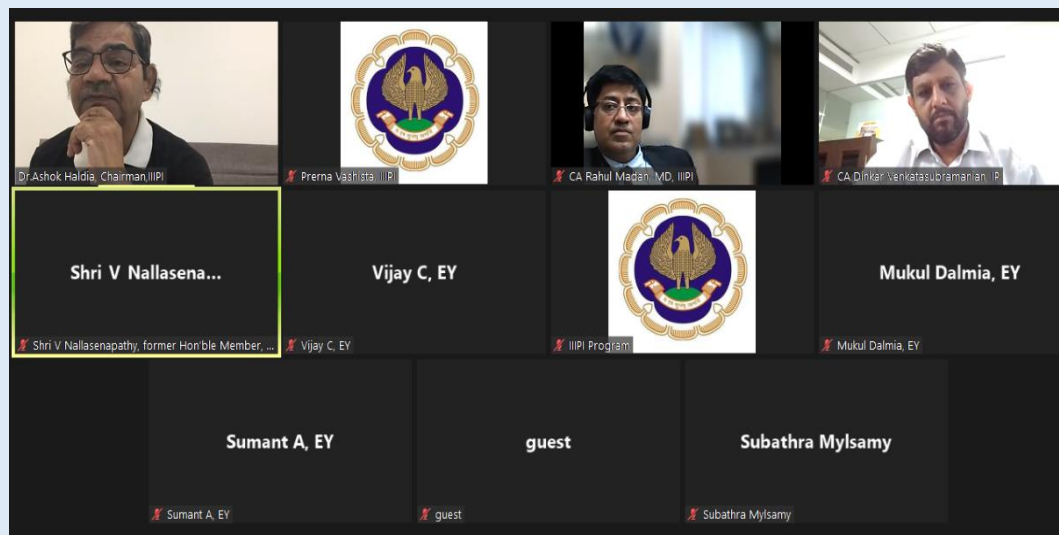 Dr.Ashok Haldia, Chairman,IIIPI
Prerna Vashista, IIIPI
CA Rahul Madan, MD, IIIPI
CA Dinkar Venkatasubramanian, IP
Shri V Nallasena...
Shri V Nallasenapathy, former Hon'ble Member, ...
Vijay C, EY
Vijay C, EY
IIIPI Program
Mukul Dalmia, EY
Mukul Dalmia, EY
Sumant A, EY
Sumant A, EY
guest
guest
Subathra Mylsamy
Subathra Mylsamy